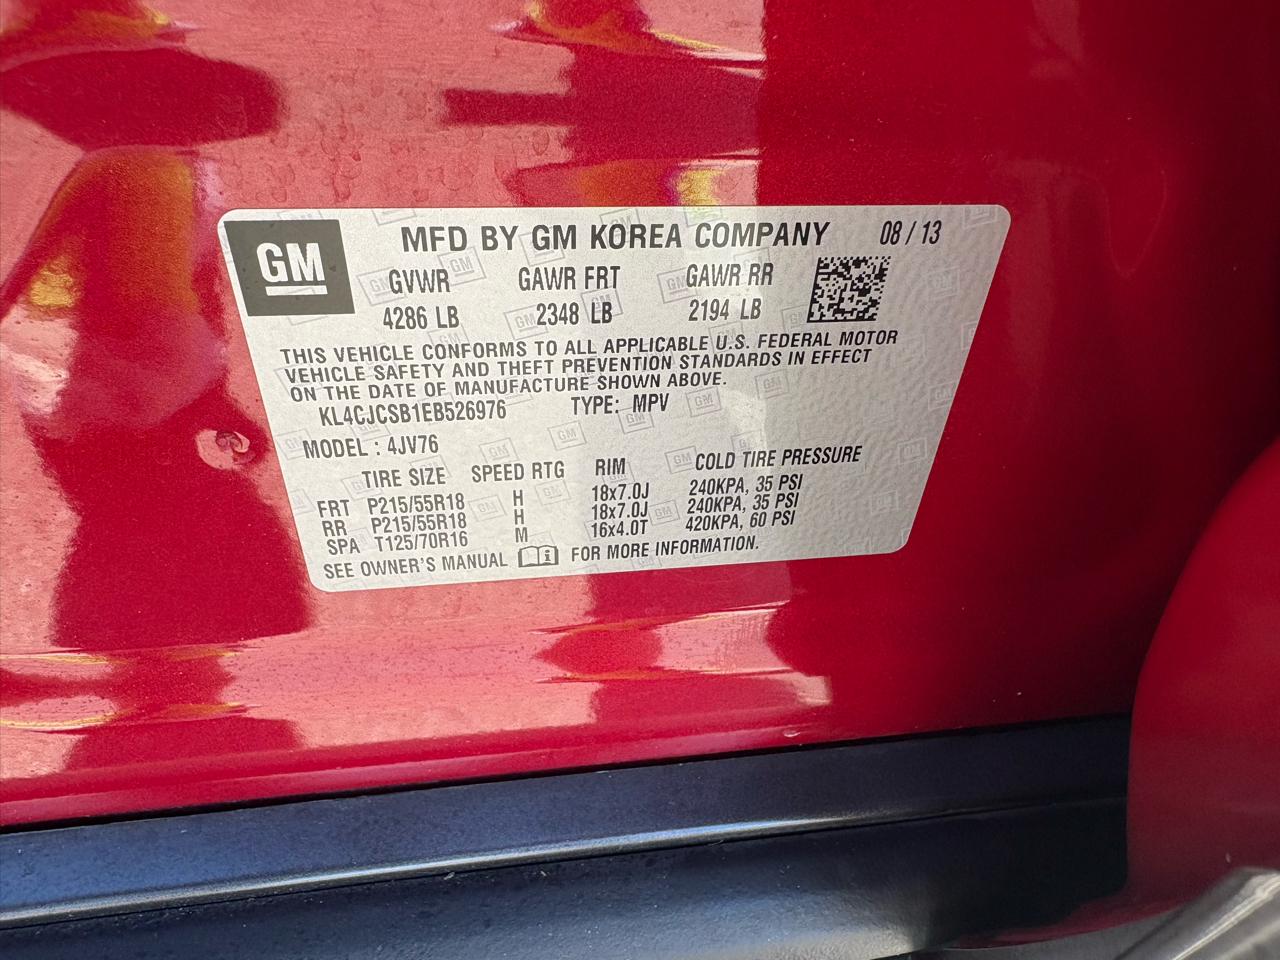 GM MFD BY GM KOREA COMPANY 08 / 13
GVWR GAWR FRT GAWR RR
4286 LB 2348 LB 2194 LB
THIS VEHICLE CONFORMS TO ALL APPLICABLE U.S. FEDERAL MOTOR
VEHICLE SAFETY AND THEFT PREVENTION STANDARDS IN EFFECT
ON THE DATE OF MANUFACTURE SHOWN ABOVE.
KL4CJCSB1EB526976 TYPE: MPV
MODEL : 4JV76
TIRE SIZE SPEED RTG RIM COLD TIRE PRESSURE
FRT P215/55R18 H 18x7.0J 240KPA, 35 PSI
RR P215/55R18 H 18x7.0J 240KPA, 35 PSI
SPA T125/70R16 M 16x4.0T 420KPA, 60 PSI
SEE OWNER'S MANUAL FOR MORE INFORMATION.